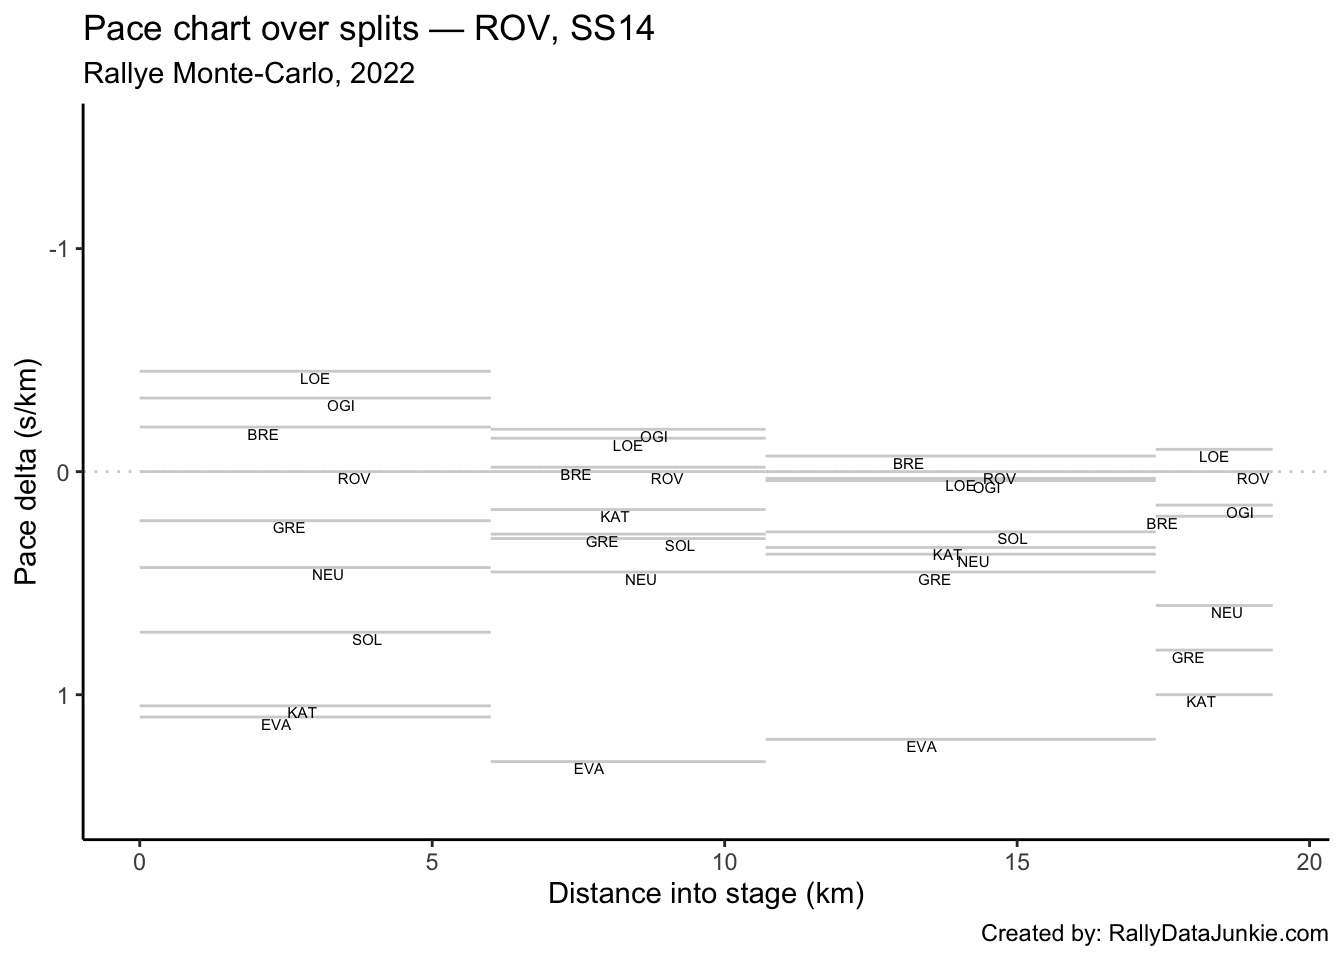 Pace chart over splits — ROV, SS14
Rallye Monte-Carlo, 2022
Pace delta (s/km)
-1
0
1
LOE
OGI
BRE
ROV
GRE
NEU
SOL
KAT
EVA
OGI
LOE
BRE
ROV
KAT
GRE
SOL
NEU
EVA
BRE
ROV
LOE
OGI
SOL
KAT
NEU
GRE
EVA
LOE
ROV
OGI
BRE
NEU
GRE
KAT
0 5 10 15 20
Distance into stage (km)
Created by: RallyDataJunkie.com